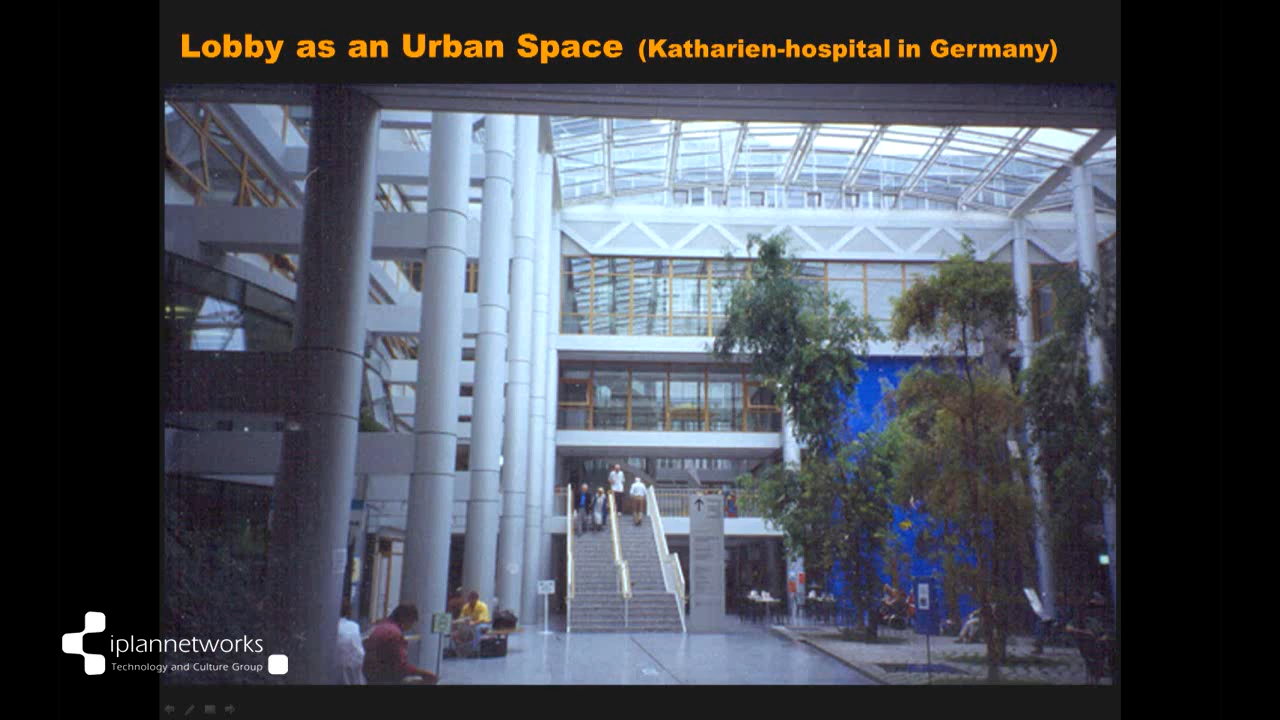 Lobby as an Urban Space (Katharien-hospital in Germany)
iplannetworks
Technology and Culture Group